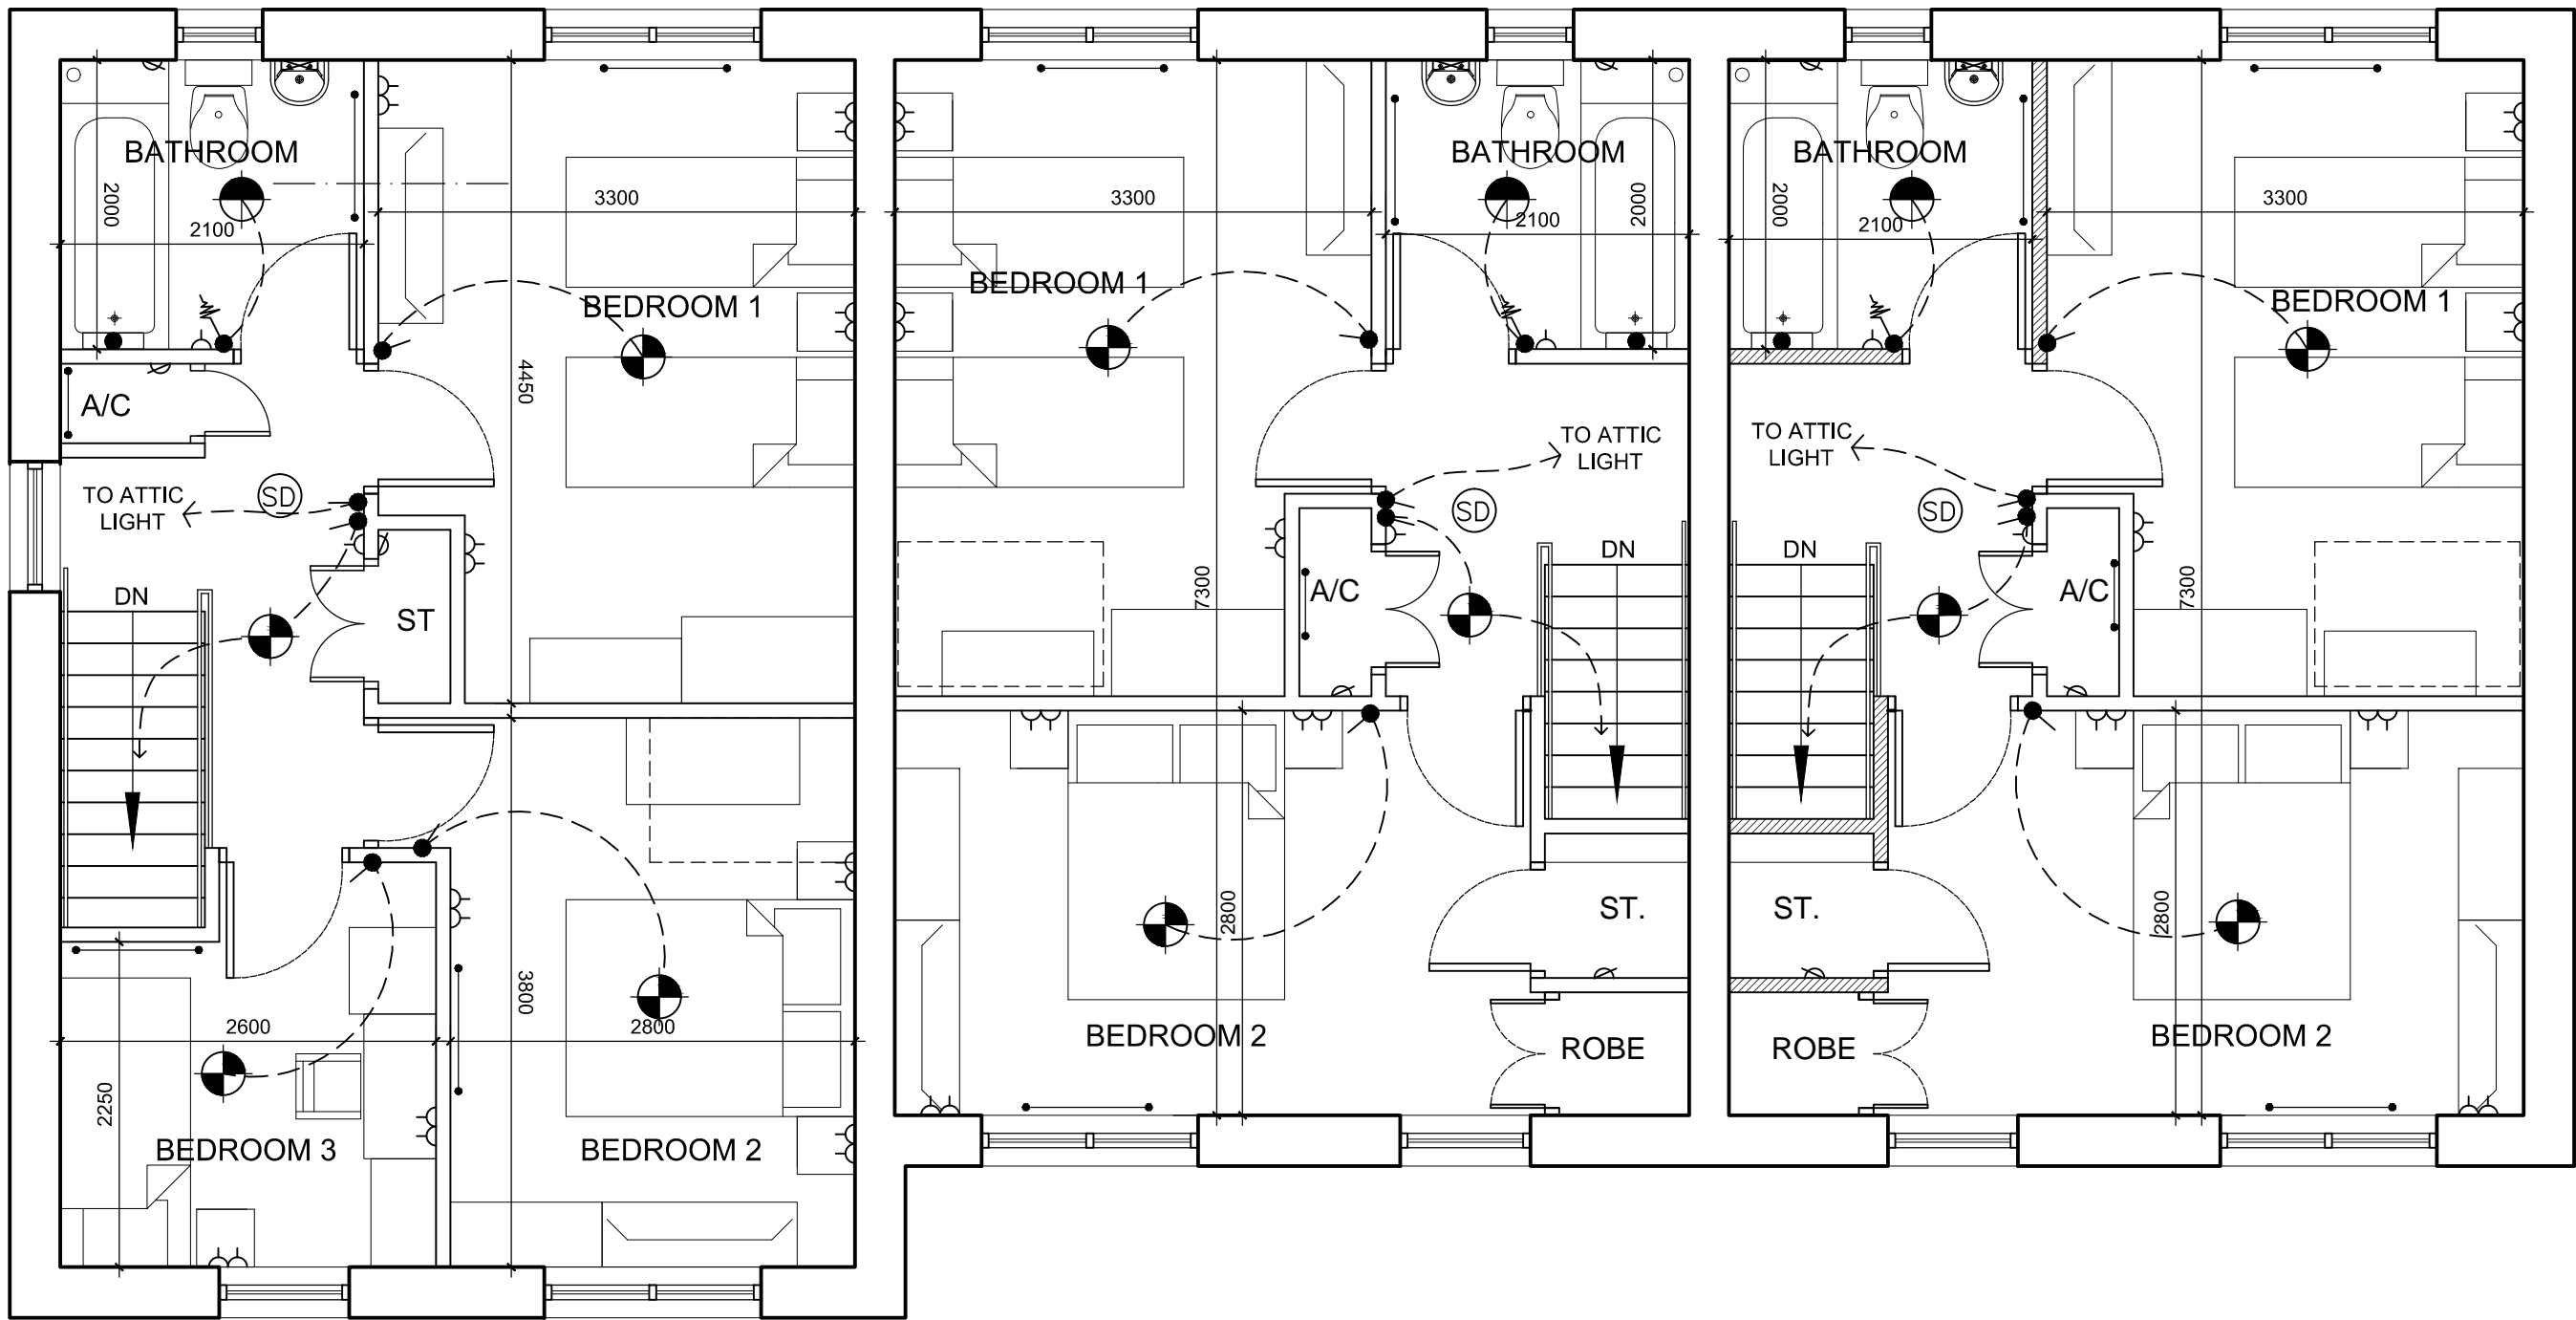 BATHROOM
2000
2100
3300
BEDROOM 1
4450
A/C
TO ATTIC
LIGHT
SD
DN
ST
3800
2600
2800
2250
BEDROOM 3
BEDROOM 2
3300
BEDROOM 1
BATHROOM
2100
2000
TO ATTIC
LIGHT
SD
DN
A/C
7300
2800
ST.
BEDROOM 2
ROBE
BATHROOM
2000
2100
3300
BEDROOM 1
TO ATTIC
LIGHT
SD
DN
A/C
7300
ST.
2800
ROBE
BEDROOM 2